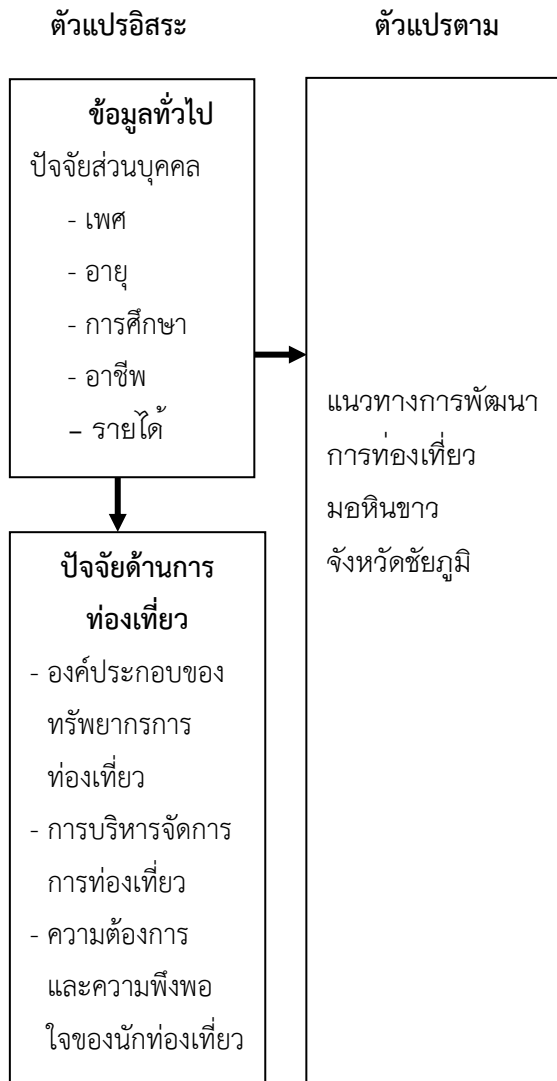 ตัวแปรอิสระ
ตัวแปรตาม
ข้อมูลทั่วไป
ปัจจัยส่วนบุคคล
- เพศ
- อายุ
- การศึกษา
- อาชีพ
– รายได้
ปัจจัยด้านการ
ท่องเที่ยว
- องค์ประกอบของ
ทรัพยากรการ
ท่องเที่ยว
- การบริหารจัดการ
การท่องเที่ยว
- ความต้องการ
และความพึงพอ
ใจของนักท่องเที่ยว
แนวทางการพัฒนา
การท่องเที่ยว
มอหินขาว
จังหวัดชัยภูมิ